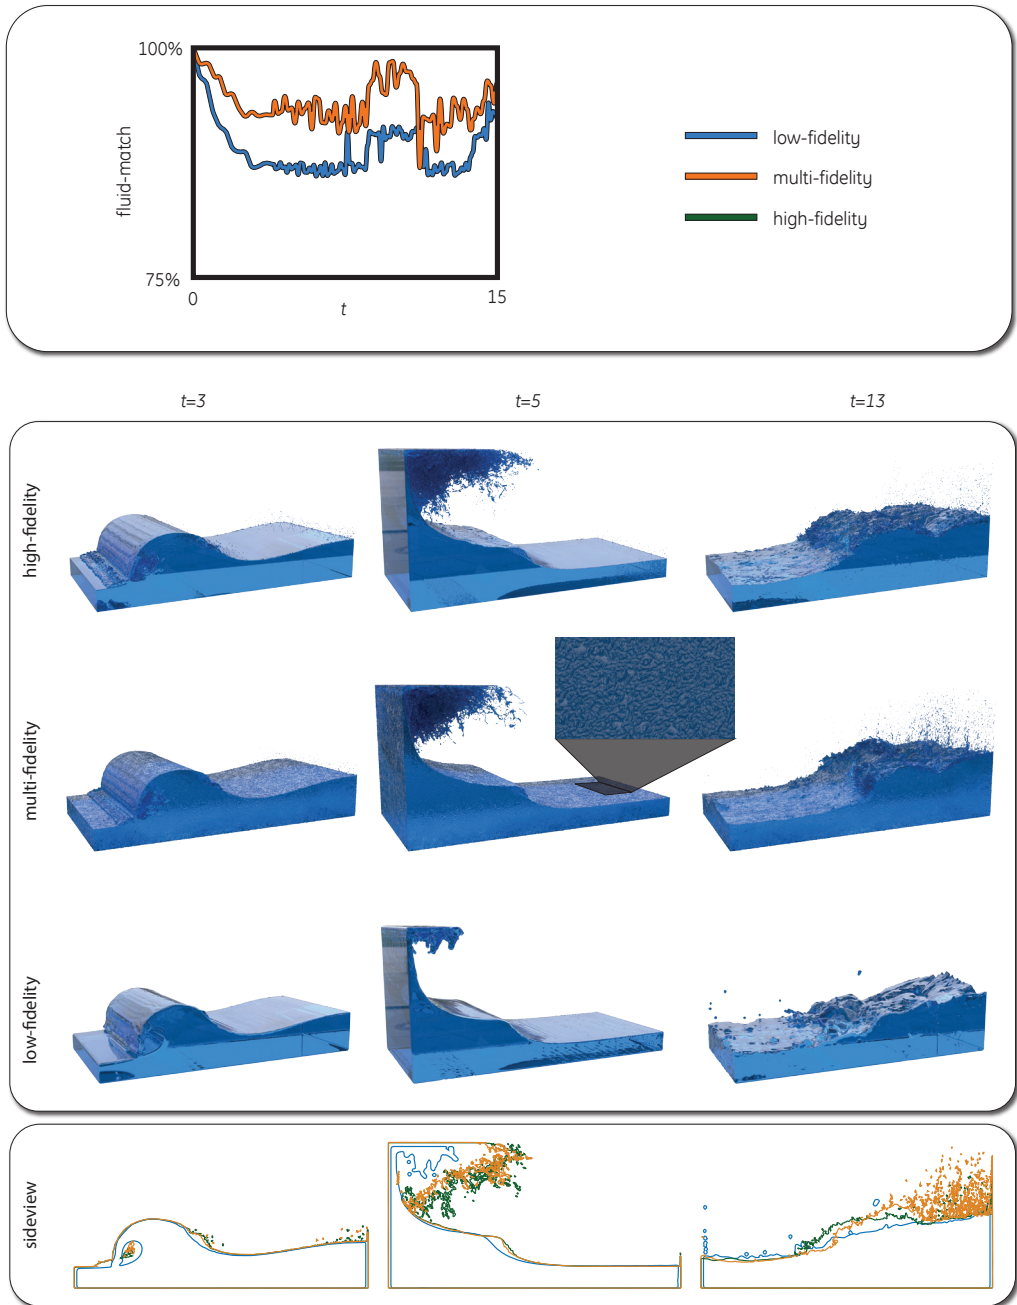 100%
fluid-match
75%
0
15
t
low-fidelity
multi-fidelity
high-fidelity
t=3
t=5
t=13
high-fidelity
multi-fidelity
low-fidelity
sideview